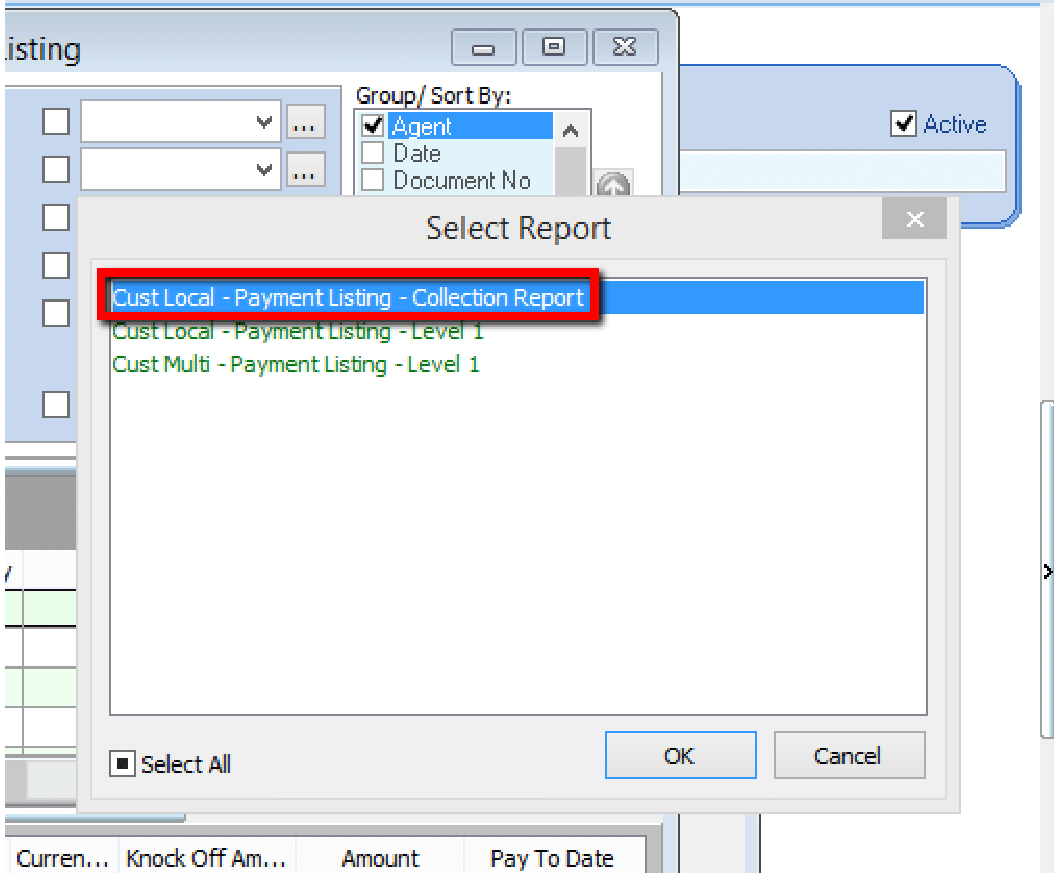 isting
Group/ Sort By:
Agent
Date
Document No
Active
...
...
Select Report
Cust Local - Payment Listing - Collection Report
Cust Local - Payment Listing - Level 1
Cust Multi - Payment Listing - Level 1
Select All
OK
Cancel
y
Curren... Knock Off Am... Amount Pay To Date